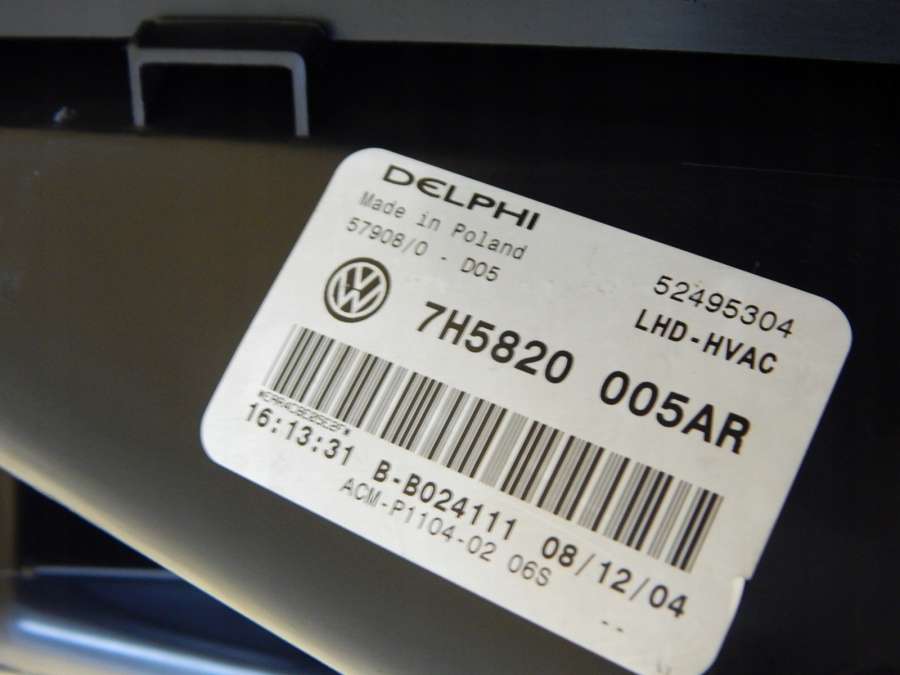 DELPHI
Made in Poland
57908/0 - D05
52495304
LHD-HVAC
7H5820 005AR
16:13:31 B-B024111 08/12/04
ACM-P1104-02 06S
--